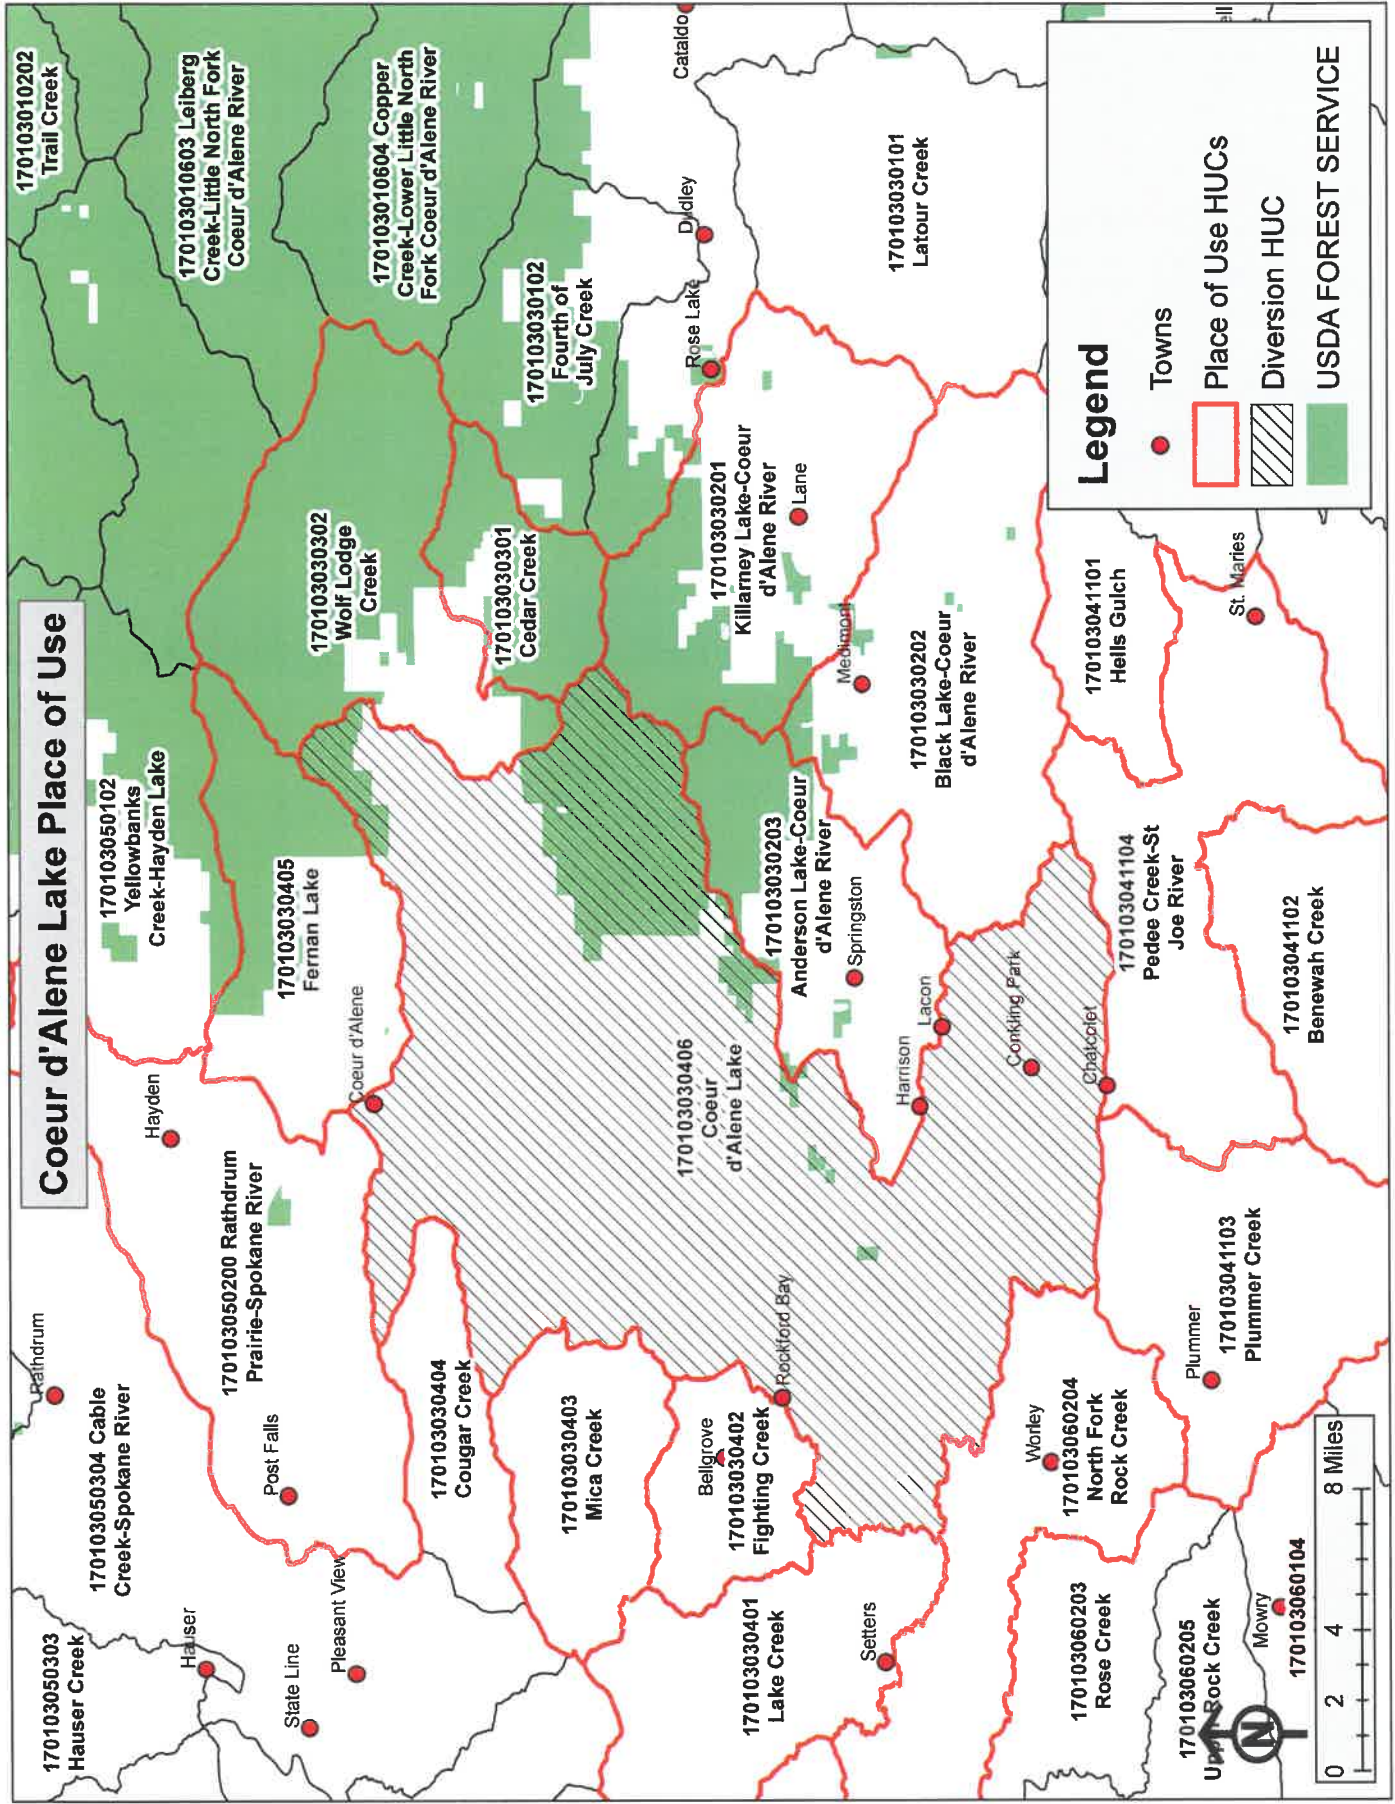 Coeur d'Alene Lake Place of Use
170103010202
Trail Creek
170103010603 Leiberg
Creek-Little North Fork
Coeur d'Alene River
170103010604 Copper
Creek-Lower Little North
Fork Coeur d'Alene River
170103030102
Fourth of
July Creek
Cataldo
Dudley
Rose Lake
170103030101
Latour Creek
170103050102
Yellowbanks
Creek-Hayden Lake
170103030302
Wolf Lodge
Creek
170103030301
Cedar Creek
170103030201
Killarney Lake-Coeur
d'Alene River
Lane
Medimont
170103030202
Black Lake-Coeur
d'Alene River
170103041101
Hells Gulch
St. Maries
170103030405
Fernan Lake
Coeur d'Alene
Hayden
170103030203
Anderson Lake-Coeur
d'Alene River
Springston
Lacon
Harrison
Conkling Park
Chatcolet
170103041104
Pedee Creek-St
Joe River
170103041102
Benewah Creek
170103030406
Coeur
d'Alene Lake
Rathdrum
170103050304 Cable
Creek-Spokane River
170103050200 Rathdrum
Prairie-Spokane River
Post Falls
170103030404
Cougar Creek
170103030403
Mica Creek
Bellgrove
170103030402
Fighting Creek
Rockford Bay
Worley
170103060204
North Fork
Rock Creek
Plummer
170103041103
Plummer Creek
170103050303
Hauser Creek
Hauser
State Line
Pleasant View
170103030401
Lake Creek
Setters
170103060203
Rose Creek
170103060205
Rock Creek
Mowry
170103060104
N
0 2 4 8 Miles
Legend
Towns
Place of Use HUCs
Diversion HUC
USDA FOREST SERVICE